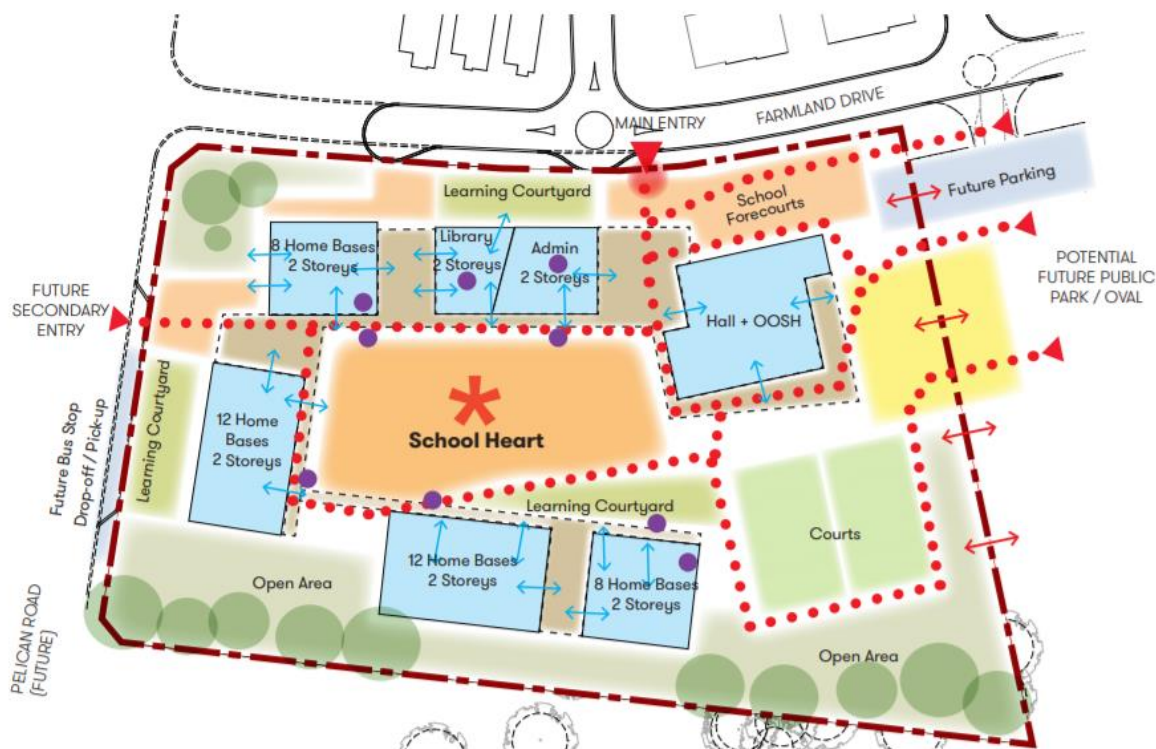 FARMLAND DRIVE
MAIN ENTRY
Learning Courtyard
School
Forecourts
Future Parking
8 Home Bases
2 Storeys
Library
2 Storeys
Admin
2 Storeys
POTENTIAL
FUTURE PUBLIC
PARK / OVAL
FUTURE
SECONDARY
ENTRY
Hall + OOSH
Learning Courtyard
12 Home
Bases
2 Storeys
School Heart
Future Bus Stop
Drop-off / Pick-up
Learning Courtyard
Courts
12 Home Bases
2 Storeys
8 Home Bases
2 Storeys
Open Area
Open Area
PELICAN ROAD
(FUTURE)